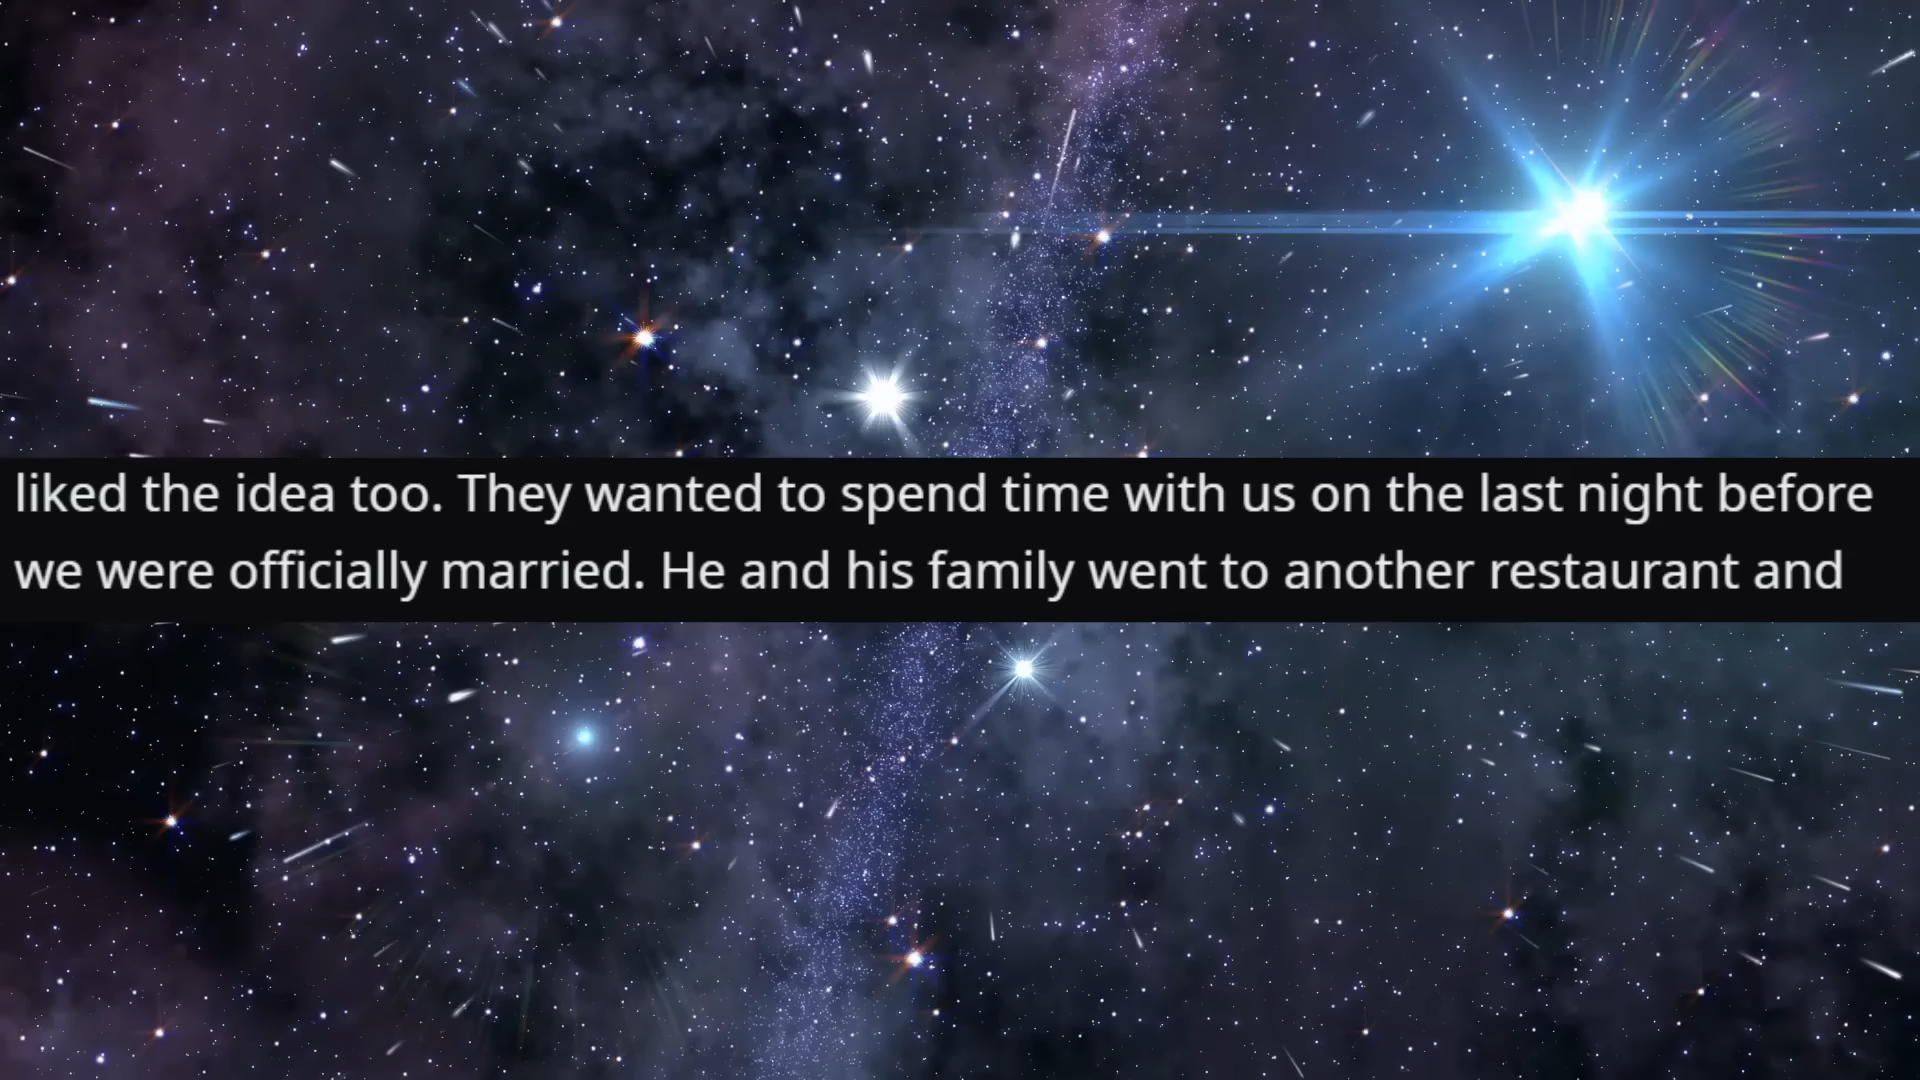 liked the idea too. They wanted to spend time with us on the last night before
we were officially married. He and his family went to another restaurant and